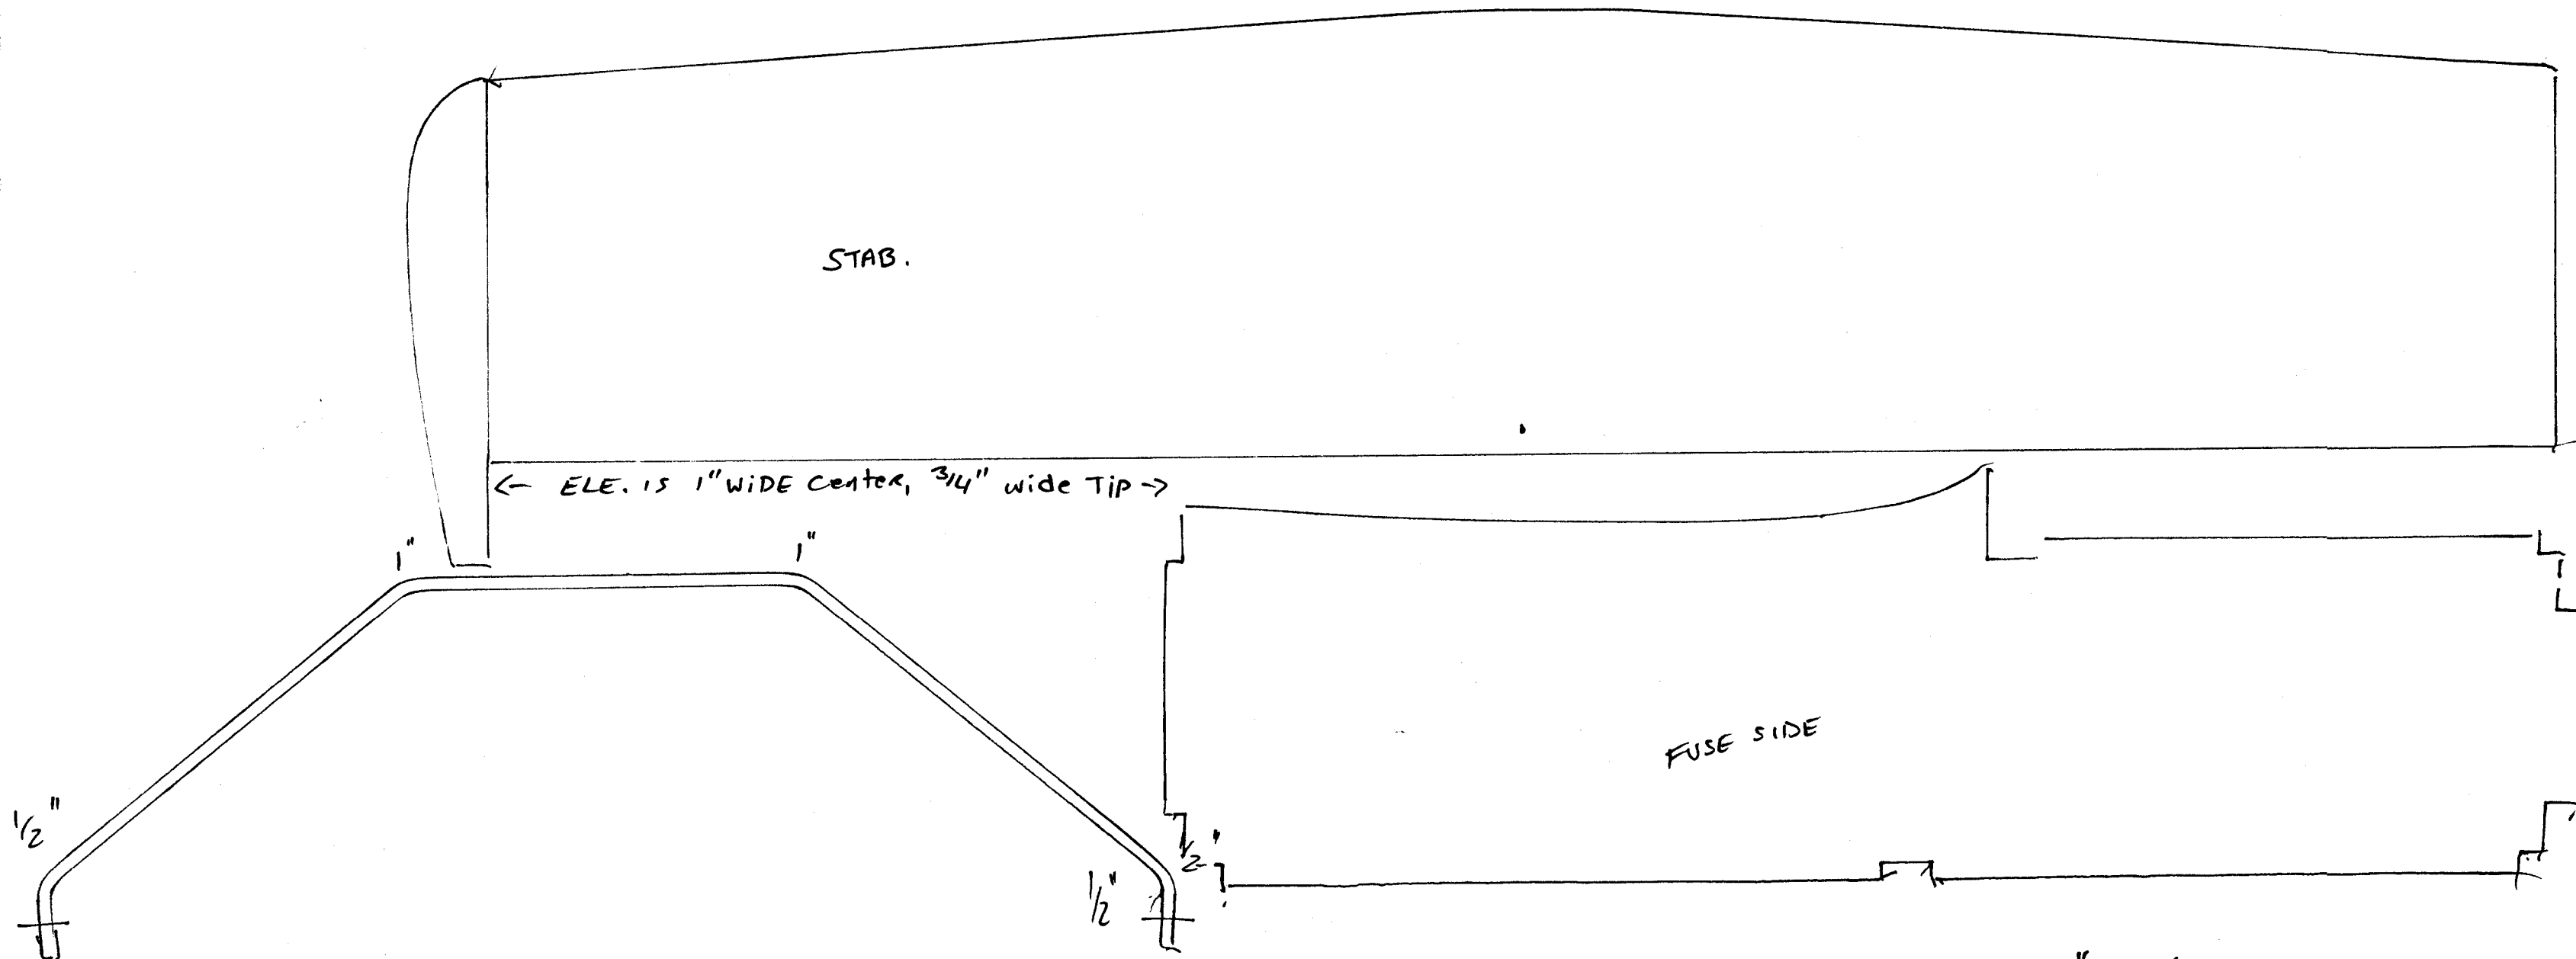 STAB.
<- ELE. IS 1" WIDE Center, 3/4" wide Tip ->
1"
1"
FUSE SIDE
1/2"
1/2"
1/2"